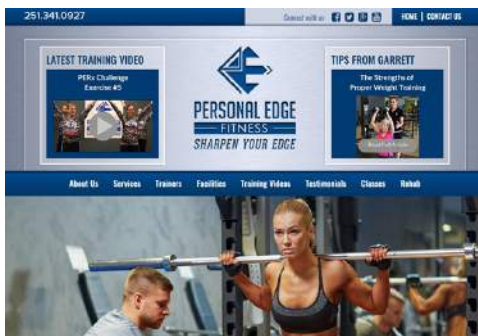 251.341.0927
Connect with us
HOME | CONTACT US
LATEST TRAINING VIDEO
PERx Challenge
Exercise #5
PERSONAL EDGE
FITNESS
SHARPEN YOUR EDGE
TIPS FROM GARRETT
The Strengths of
Proper Weight Training
About Us Services Trainers Facilities Training Videos Testimonials Classes Rehab